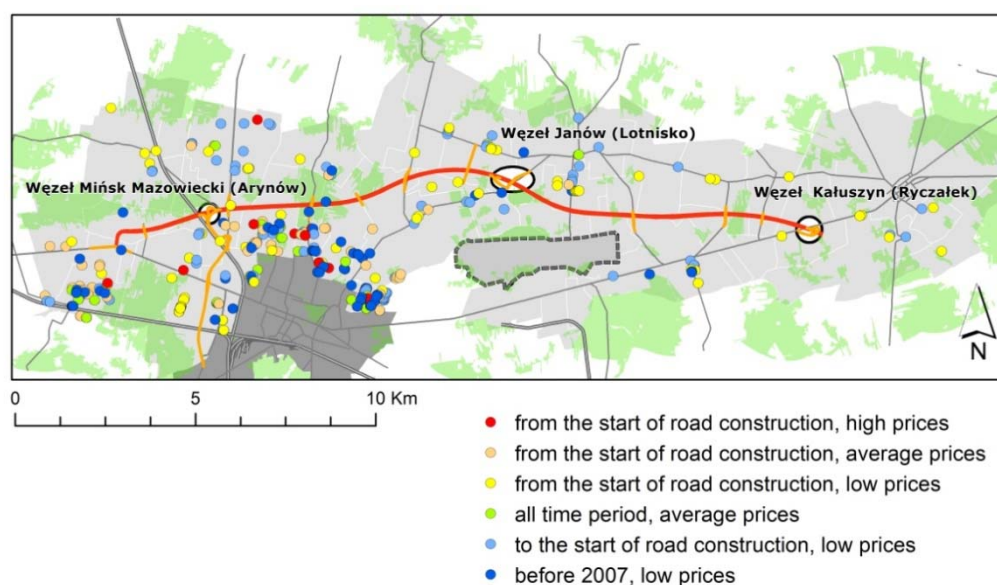 Węzeł Janów (Lotnisko)
Węzeł Mińsk Mazowiecki (Arynów)
Węzeł Kałuszyn (Ryczałek)
N
0 5 10 Km
from the start of road construction, high prices
from the start of road construction, average prices
from the start of road construction, low prices
all time period, average prices
to the start of road construction, low prices
before 2007, low prices